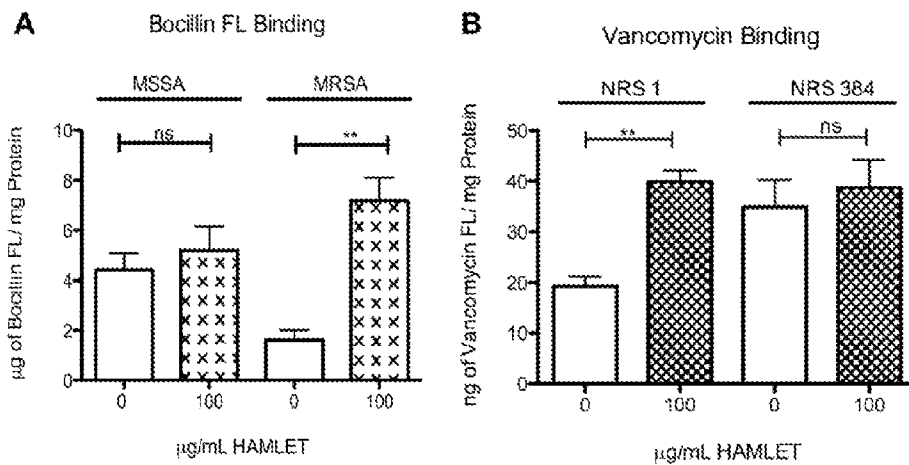 A
Bocillin FL Binding
MSSA
MRSA
ns
**
10
8
6
4
2
0
µg of Bocillin FL/ mg Protein
0
100
0
100
µg/mL HAMLET
B
Vancomycin Binding
NRS 1
NRS 384
**
ns
50
40
30
20
10
0
ng of Vancomycin FL/ mg Protein
0
100
0
100
µg/mL HAMLET